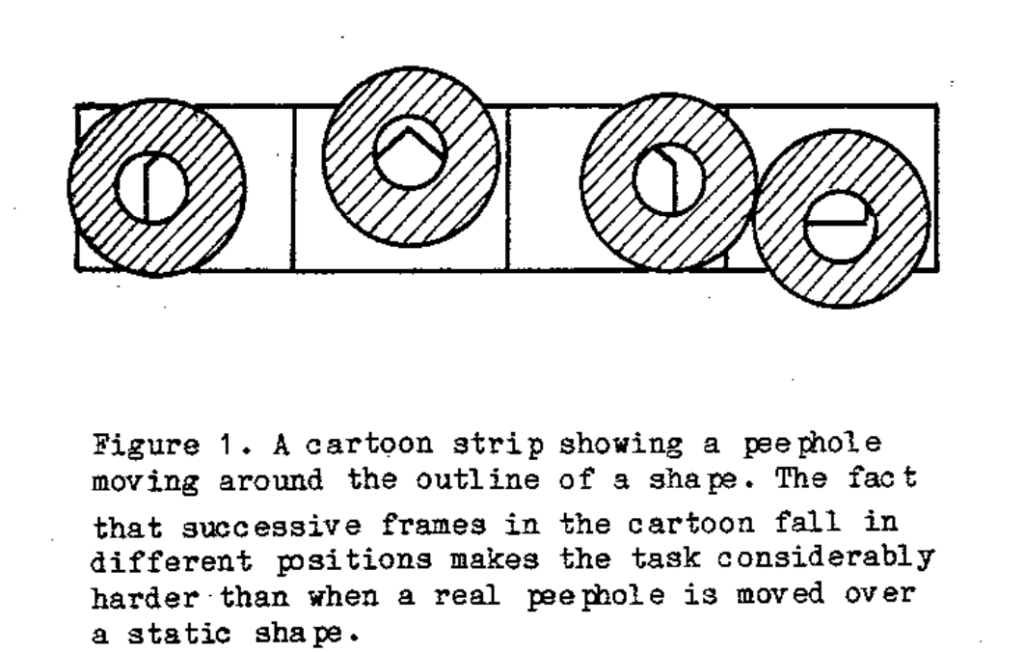 Figure 1. A cartoon strip showing a peephole
moving around the outline of a shape. The fact
that successive frames in the cartoon fall in
different positions makes the task considerably
harder than when a real peephole is moved over
a static shape.